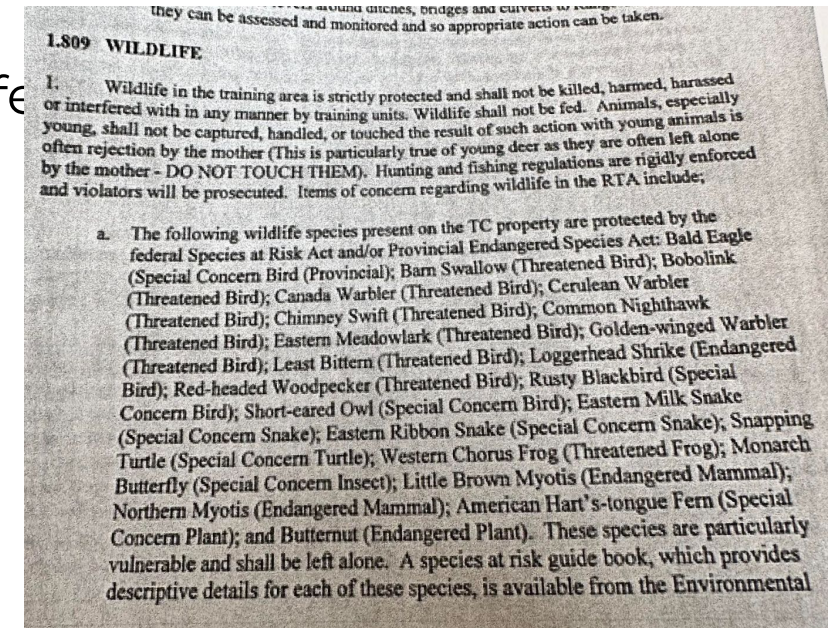 around ditches, bridges and culverts to
they can be assessed and monitored and so appropriate action can be taken.
1.809 WILDLIFE
fe
1. Wildlife in the training area is strictly protected and shall not be killed, harmed, harassed
or interfered with in any manner by training units. Wildlife shall not be fed. Animals, especially
young, shall not be captured, handled, or touched the result of such action with young animals is
often rejection by the mother (This is particularly true of young deer as they are often left alone
by the mother - DO NOT TOUCH THEM). Hunting and fishing regulations are rigidly enforced
and violators will be prosecuted. Items of concern regarding wildlife in the RTA include;
a. The following wildlife species present on the TC property are protected by the
federal Species at Risk Act and/or Provincial Endangered Species Act: Bald Eagle
(Special Concern Bird (Provincial); Barn Swallow (Threatened Bird); Bobolink
(Threatened Bird); Canada Warbler (Threatened Bird); Cerulean Warbler
(Threatened Bird); Chimney Swift (Threatened Bird); Common Nighthawk
(Threatened Bird); Eastern Meadowlark (Threatened Bird); Golden-winged Warbler
(Threatened Bird); Least Bittern (Threatened Bird); Loggerhead Shrike (Endangered
Bird); Red-headed Woodpecker (Threatened Bird); Rusty Blackbird (Special
Concern Bird); Short-eared Owl (Special Concern Bird); Eastern Milk Snake
(Special Concern Snake); Eastern Ribbon Snake (Special Concern Snake); Snapping
Turtle (Special Concern Turtle); Western Chorus Frog (Threatened Frog); Monarch
Butterfly (Special Concern Insect); Little Brown Myotis (Endangered Mammal);
Northern Myotis (Endangered Mammal); American Hart's-tongue Fern (Special
Concern Plant); and Butternut (Endangered Plant). These species are particularly
vulnerable and shall be left alone. A species at risk guide book, which provides
descriptive details for each of these species, is available from the Environmental